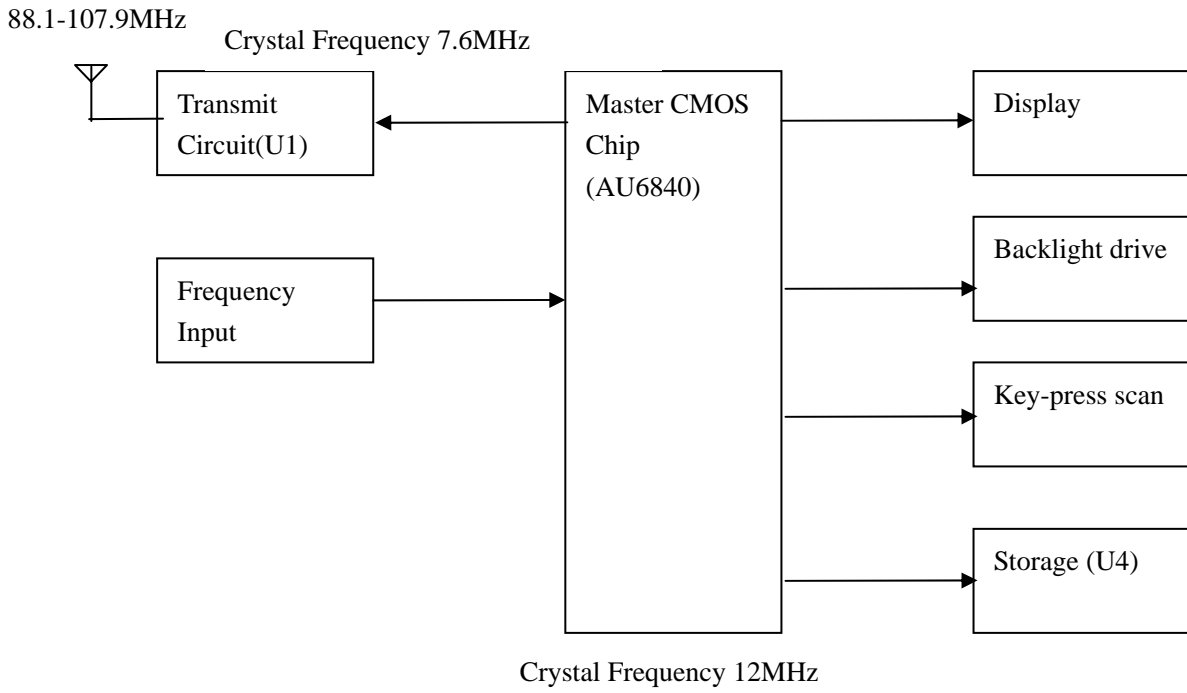 88.1-107.9MHz
Crystal Frequency 7.6MHz
Transmit
Circuit(U1)
Master CMOS
Chip
(AU6840)
Display
Backlight drive
Frequency
Input
Key-press scan
Storage (U4)
Crystal Frequency 12MHz